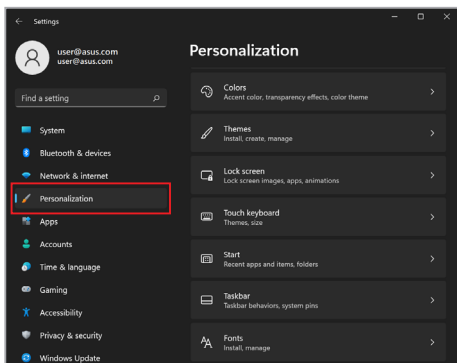 Settings
user@asus.com
user@asus.com
Find a setting
System
Bluetooth & devices
Network & internet
Personalization
Apps
Accounts
Time & language
Gaming
Accessibility
Privacy & security
Windows Update
Personalization
Colors
Accent color, transparency effects, color theme
Themes
Install, create, manage
Lock screen
Lock screen images, apps, animations
Touch keyboard
Themes, size
Start
Recent apps and items, folders
Taskbar
Taskbar behaviors, system pins
Fonts
Install, manage